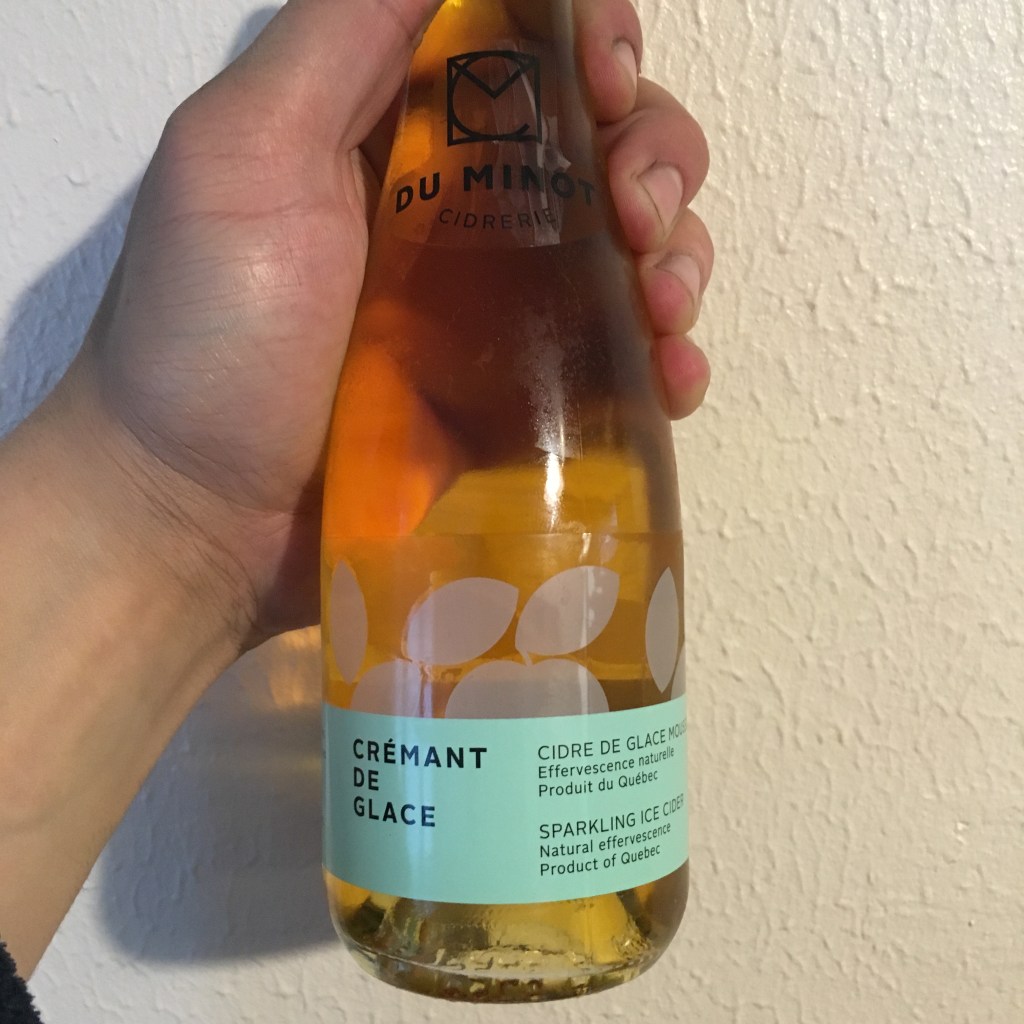 DU MINOT
CIDRERIE
CRÉMANT
DE
GLACE
CIDRE DE GLACE
Effervescence naturelle
Produit du Québec
SPARKLING ICE CIDER
Natural effervescence
Product of Quebec